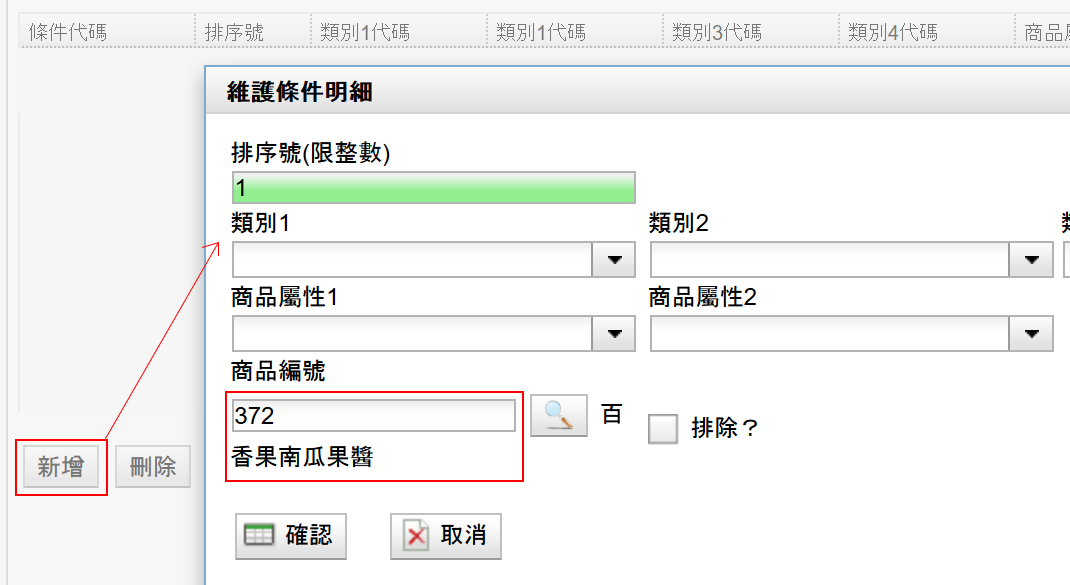 條件代碼 排序號 類別1代碼 類別1代碼 類別3代碼 類別4代碼 商品
維護條件明細
排序號(限整數)
1
類別1 類別2
商品屬性1 商品屬性2
商品編號
372 百 排除？
香果南瓜果醬
新增 刪除
確認 取消